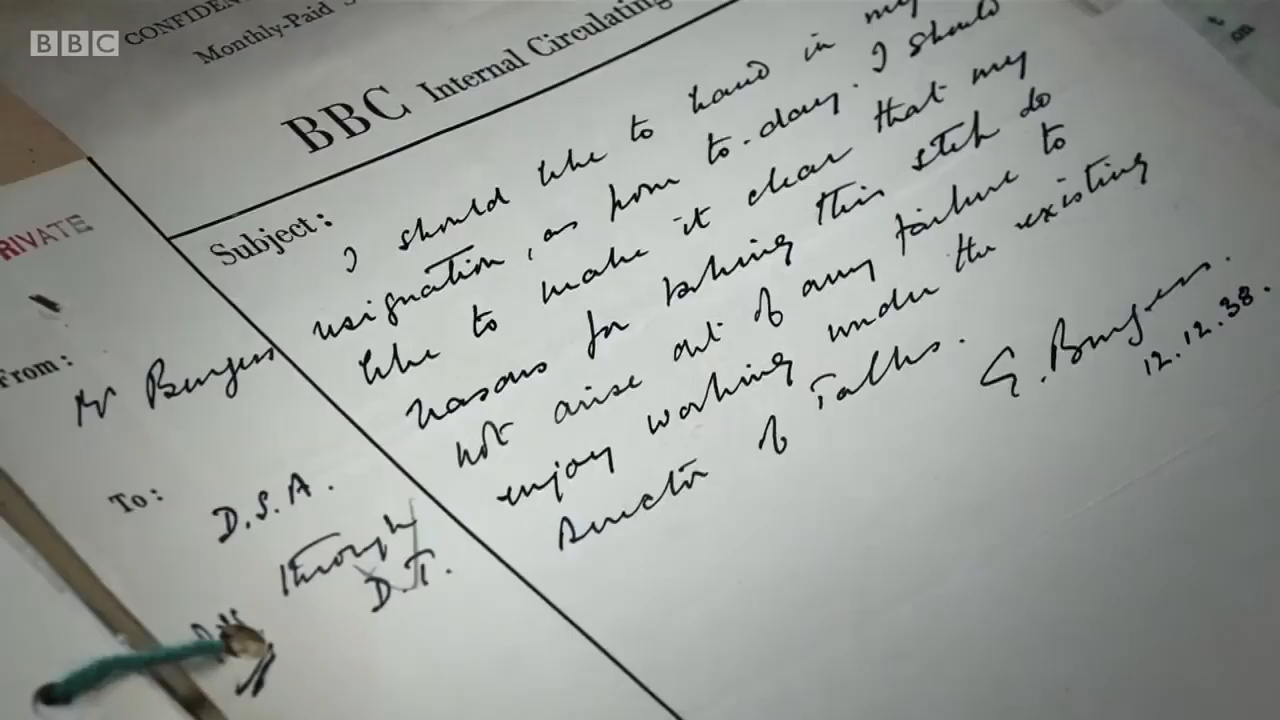 BBC
CONFIDEN
Monthly-Paid S
BBC Internal Circulating
Subject:
I should like to hand in my
resignation, as from to-day. I should
like to make it clear that my
reasons for taking this step do
not arise out of any failure to
enjoy working under the existing
Director of Talks.
G. Burgess.
12.12.38.
RIVATE
From:
Mr Burgess
To:
D.S.A.
through
D.T.